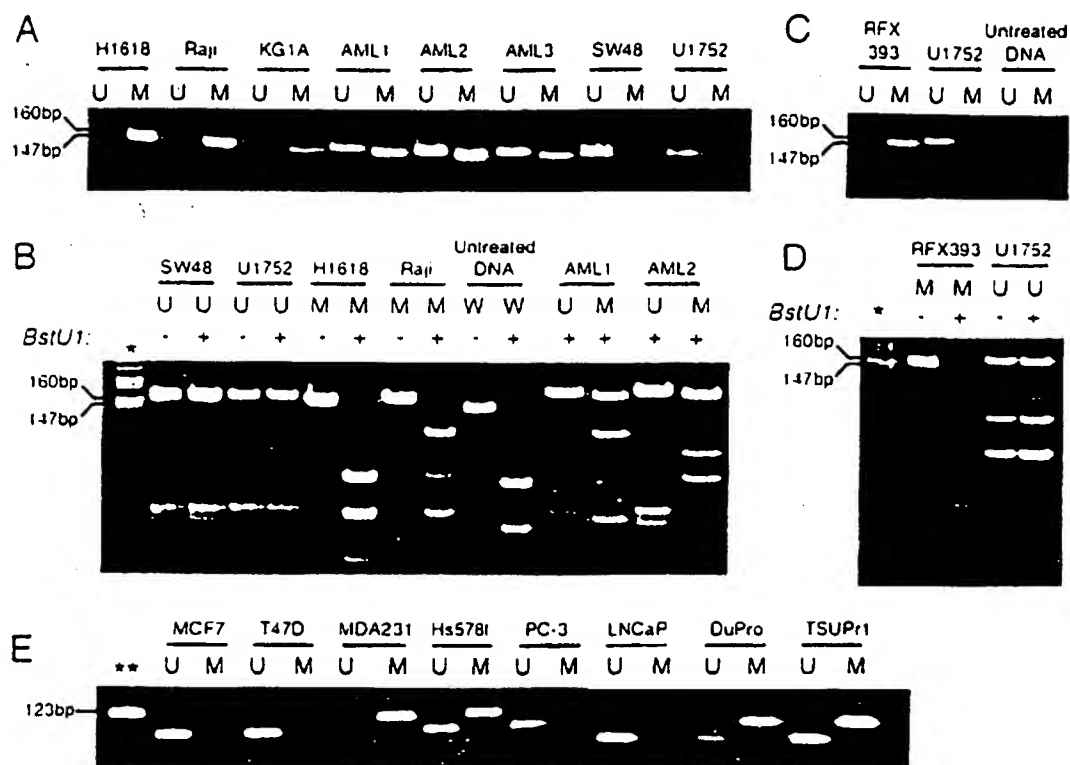 A
H1618 Raji KG1A AML1 AML2 AML3 SW48 U1752
U M U M U M U M U M U M U M U M
160bp
147bp
C
RFX
393 U1752 Untreated
DNA
U M U M U M
160bp
147bp
B
SW48 U1752 H1618 Raji Untreated
DNA AML1 AML2
U U U U M M M M W W U M U M
BstU1: - + - + - + - + - + + + + +
*
160bp
147bp
D
RFX393 U1752
M M U U
BstU1: * - + - +
160bp
147bp
E
MCF7 T47D MDA231 Hs578t PC-3 LNCaP DuPro TSUPr1
** U M U M U M U M U M U M U M U M
123bp